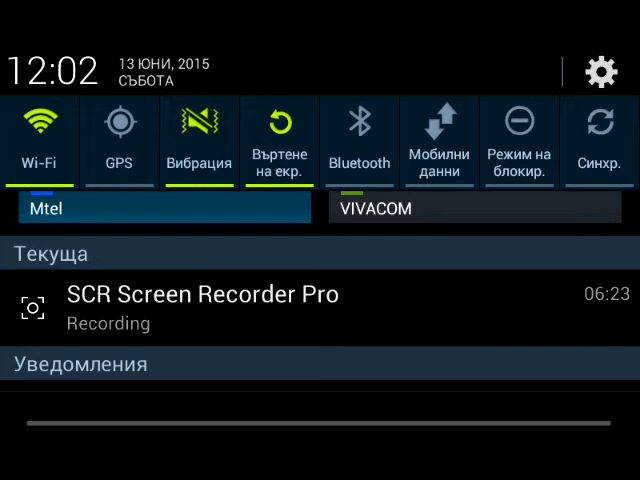 12:02
13 ЮНИ, 2015
СЪБОТА
Wi-Fi
GPS
Вибрация
Въртене
на екр.
Bluetooth
Мобилни
данни
Режим на
блокир.
Синхр.
Mtel
VIVACOM
Текуща
SCR Screen Recorder Pro
06:23
Recording
Уведомления